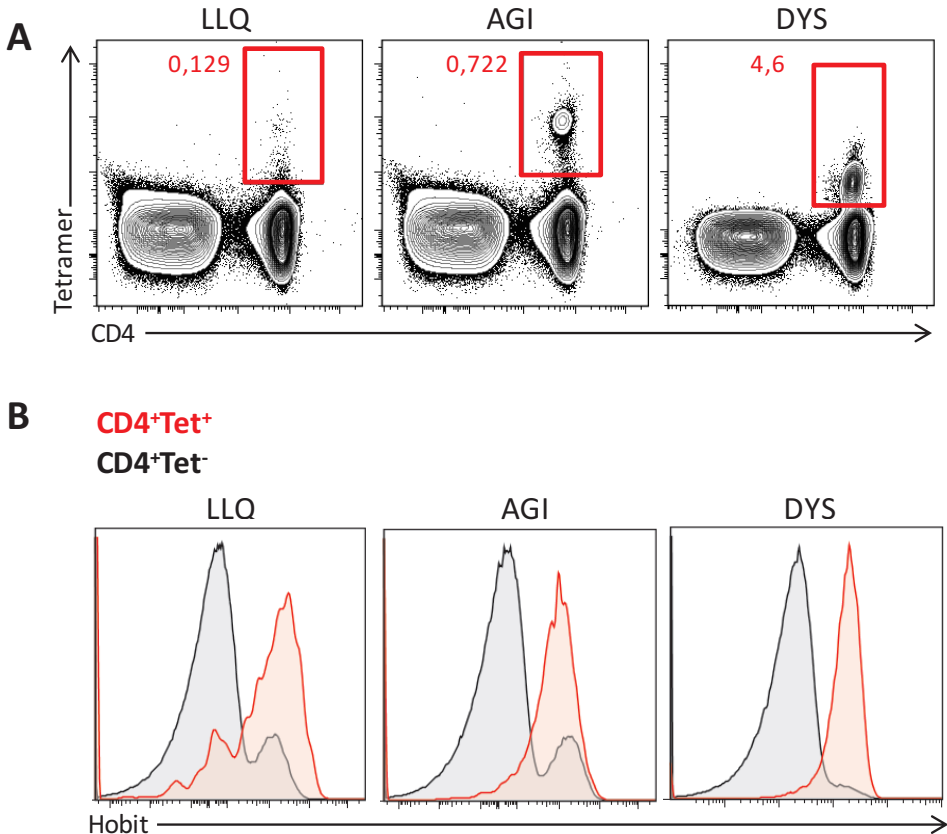 A
LLQ
AGI
DYS
0,129
0,722
4,6
Tetramer
CD4
B
CD4⁺Tet⁺
CD4⁺Tet⁻
LLQ
AGI
DYS
Hobit